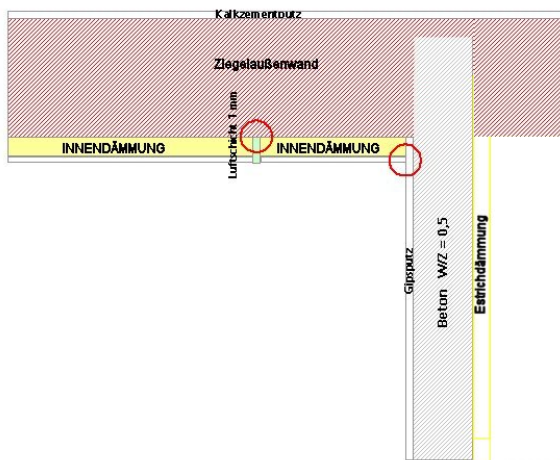 Kalkzementputz
Ziegelaußenwand
Luftschicht 1 mm
INNENDÄMMUNG
INNENDÄMMUNG
Gipsputz
Beton W/Z = 0,5
Estrichdämmung